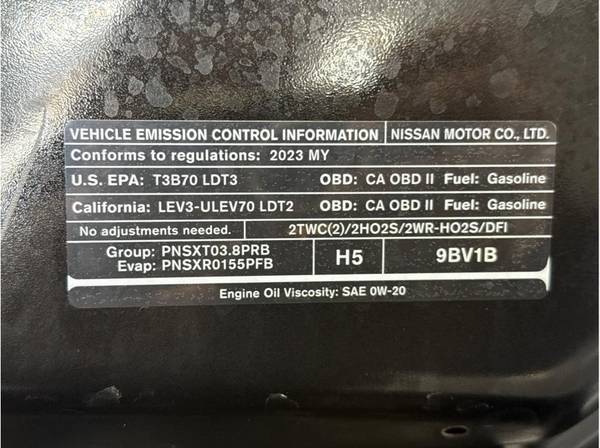 VEHICLE EMISSION CONTROL INFORMATION NISSAN MOTOR CO., LTD.
Conforms to regulations: 2023 MY
U.S. EPA: T3B70 LDT3 OBD: CA OBD II Fuel: Gasoline
California: LEV3-ULEV70 LDT2 OBD: CA OBD II Fuel: Gasoline
No adjustments needed. 2TWC(2)/2HO2S/2WR-HO2S/DFI
Group: PNSXT03.8PRB
Evap: PNSXR0155PFB
H5
9BV1B
Engine Oil Viscosity: SAE 0W-20